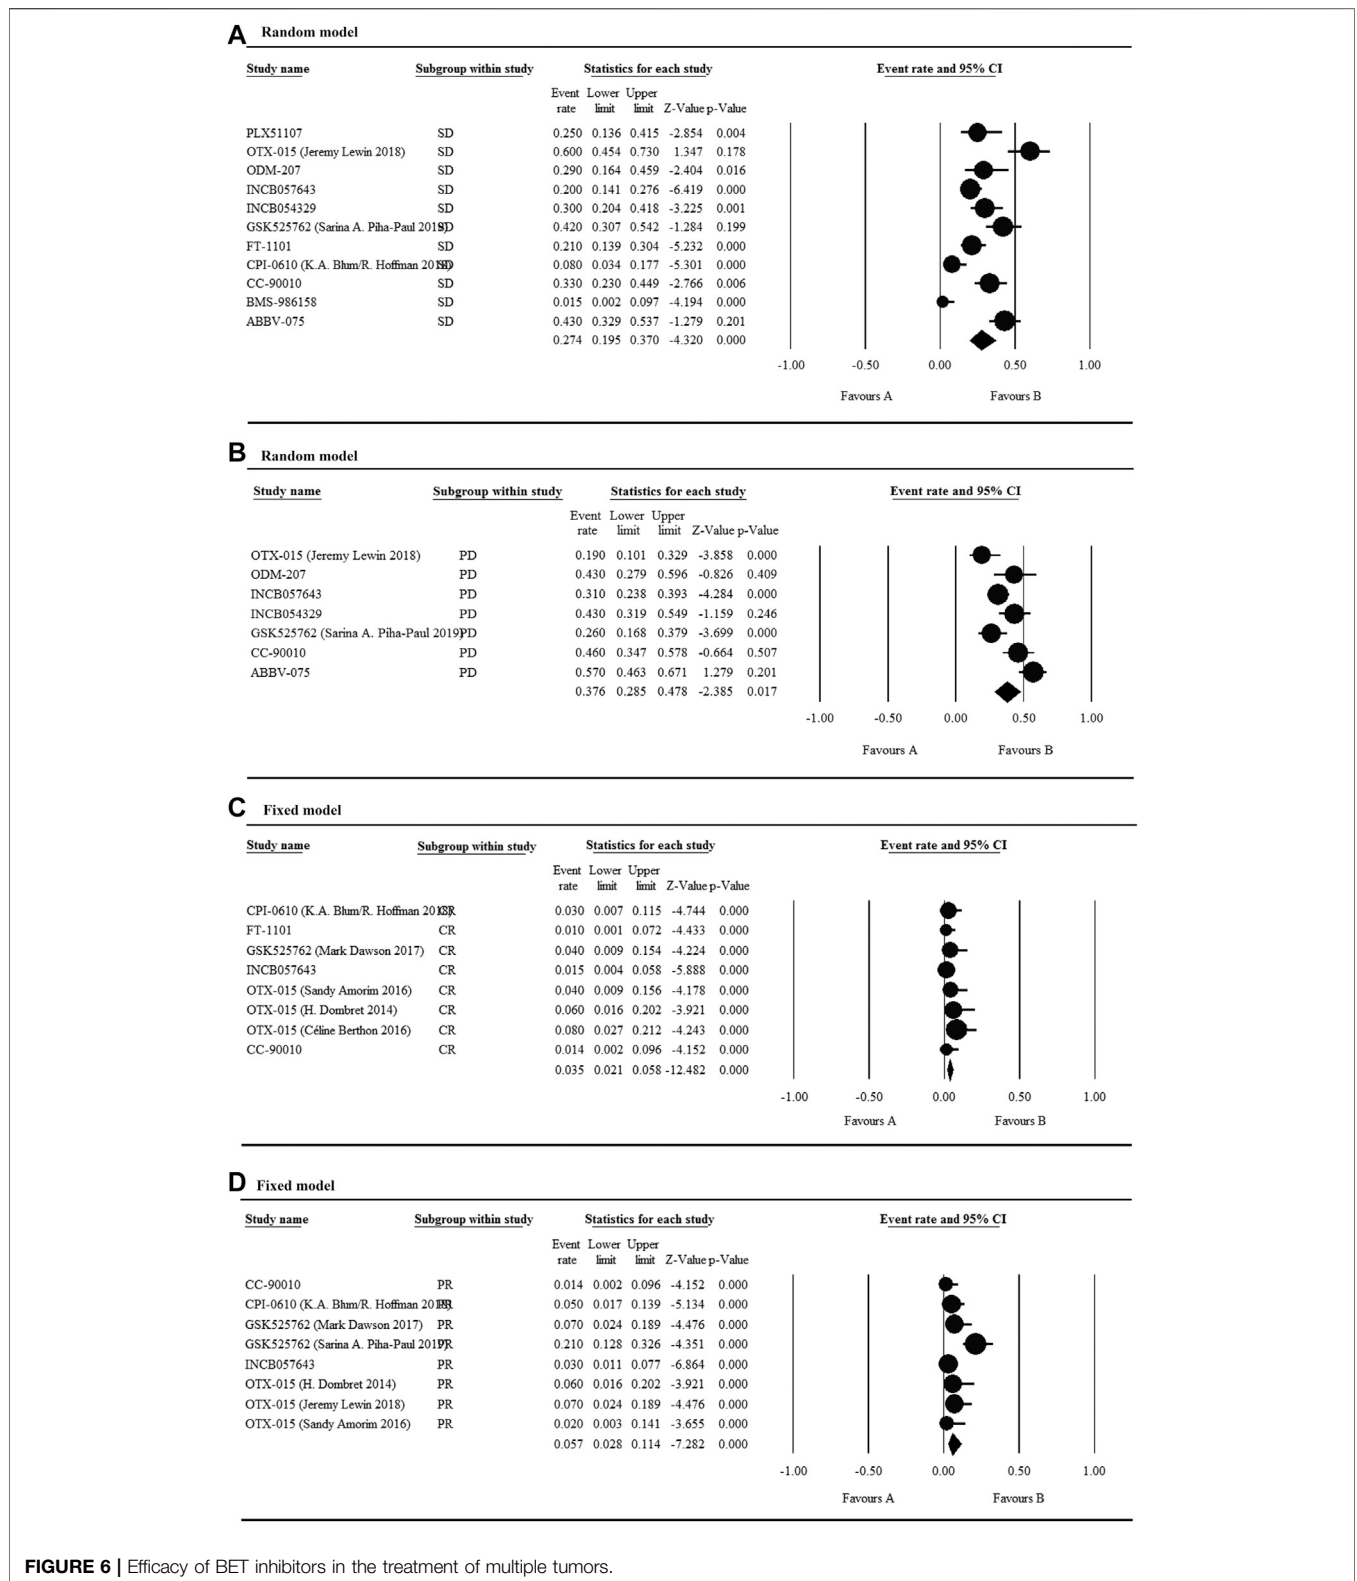 A Random model
Study name Subgroup within study Statistics for each study Event rate and 95% CI
Event Lower Upper
rate limit limit Z-Value p-Value
PLX51107 SD 0.250 0.136 0.415 -2.854 0.004
OTX-015 (Jeremy Lewin 2018) SD 0.600 0.454 0.730 1.347 0.178
ODM-207 SD 0.290 0.164 0.459 -2.404 0.016
INCB057643 SD 0.200 0.141 0.276 -6.419 0.000
INCB054329 SD 0.300 0.204 0.418 -3.225 0.001
GSK525762 (Sarina A. Piha-Paul 2019) SD 0.420 0.307 0.542 -1.284 0.199
FT-1101 SD 0.210 0.139 0.304 -5.232 0.000
CPI-0610 (K.A. Blum/R. Hoffman 2018) SD 0.080 0.034 0.177 -5.301 0.000
CC-90010 SD 0.330 0.230 0.449 -2.766 0.006
BMS-986158 SD 0.015 0.002 0.097 -4.194 0.000
ABBV-075 SD 0.430 0.329 0.537 -1.279 0.201
0.274 0.195 0.370 -4.320 0.000
-1.00 -0.50 0.00 0.50 1.00
Favours A Favours B
B Random model
Study name Subgroup within study Statistics for each study Event rate and 95% CI
Event Lower Upper
rate limit limit Z-Value p-Value
OTX-015 (Jeremy Lewin 2018) PD 0.190 0.101 0.329 -3.858 0.000
ODM-207 PD 0.430 0.279 0.596 -0.826 0.409
INCB057643 PD 0.310 0.238 0.393 -4.284 0.000
INCB054329 PD 0.430 0.319 0.549 -1.159 0.246
GSK525762 (Sarina A. Piha-Paul 2019) PD 0.260 0.168 0.379 -3.699 0.000
CC-90010 PD 0.460 0.347 0.578 -0.664 0.507
ABBV-075 PD 0.570 0.463 0.671 1.279 0.201
0.376 0.285 0.478 -2.385 0.017
-1.00 -0.50 0.00 0.50 1.00
Favours A Favours B
C Fixed model
Study name Subgroup within study Statistics for each study Event rate and 95% CI
Event Lower Upper
rate limit limit Z-Value p-Value
CPI-0610 (K.A. Blum/R. Hoffman 2018) CR 0.030 0.007 0.115 -4.744 0.000
FT-1101 CR 0.010 0.001 0.072 -4.433 0.000
GSK525762 (Mark Dawson 2017) CR 0.040 0.009 0.154 -4.224 0.000
INCB057643 CR 0.015 0.004 0.058 -5.888 0.000
OTX-015 (Sandy Amorim 2016) CR 0.040 0.009 0.156 -4.178 0.000
OTX-015 (H. Dombret 2014) CR 0.060 0.016 0.202 -3.921 0.000
OTX-015 (Céline Berthon 2016) CR 0.080 0.027 0.212 -4.243 0.000
CC-90010 CR 0.014 0.002 0.096 -4.152 0.000
0.035 0.021 0.058 -12.482 0.000
-1.00 -0.50 0.00 0.50 1.00
Favours A Favours B
D Fixed model
Study name Subgroup within study Statistics for each study Event rate and 95% CI
Event Lower Upper
rate limit limit Z-Value p-Value
CC-90010 PR 0.014 0.002 0.096 -4.152 0.000
CPI-0610 (K.A. Blum/R. Hoffman 2018) PR 0.050 0.017 0.139 -5.134 0.000
GSK525762 (Mark Dawson 2017) PR 0.070 0.024 0.189 -4.476 0.000
GSK525762 (Sarina A. Piha-Paul 2019) PR 0.210 0.128 0.326 -4.351 0.000
INCB057643 PR 0.030 0.011 0.077 -6.864 0.000
OTX-015 (H. Dombret 2014) PR 0.060 0.016 0.202 -3.921 0.000
OTX-015 (Jeremy Lewin 2018) PR 0.070 0.024 0.189 -4.476 0.000
OTX-015 (Sandy Amorim 2016) PR 0.020 0.003 0.141 -3.655 0.000
0.057 0.028 0.114 -7.282 0.000
-1.00 -0.50 0.00 0.50 1.00
Favours A Favours B
FIGURE 6 | Efficacy of BET inhibitors in the treatment of multiple tumors.